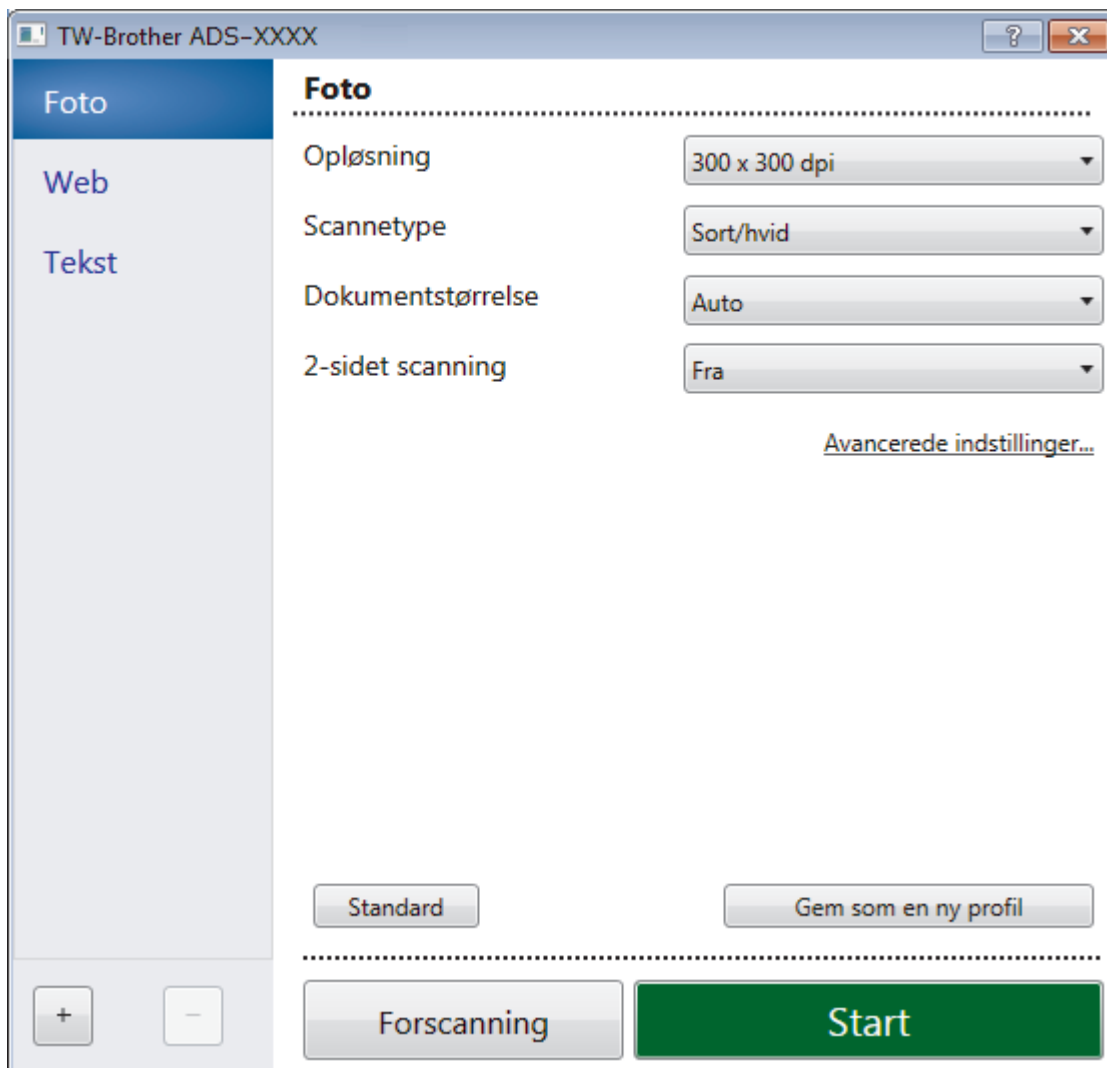 TW-Brother ADS-XXXX
Foto
Web
Tekst
Foto
Opløsning
300 x 300 dpi
Scannetype
Sort/hvid
Dokumentstørrelse
Auto
2-sidet scanning
Fra
Avancerede indstillinger...
Standard
Gem som en ny profil
+
−
Forscanning
Start